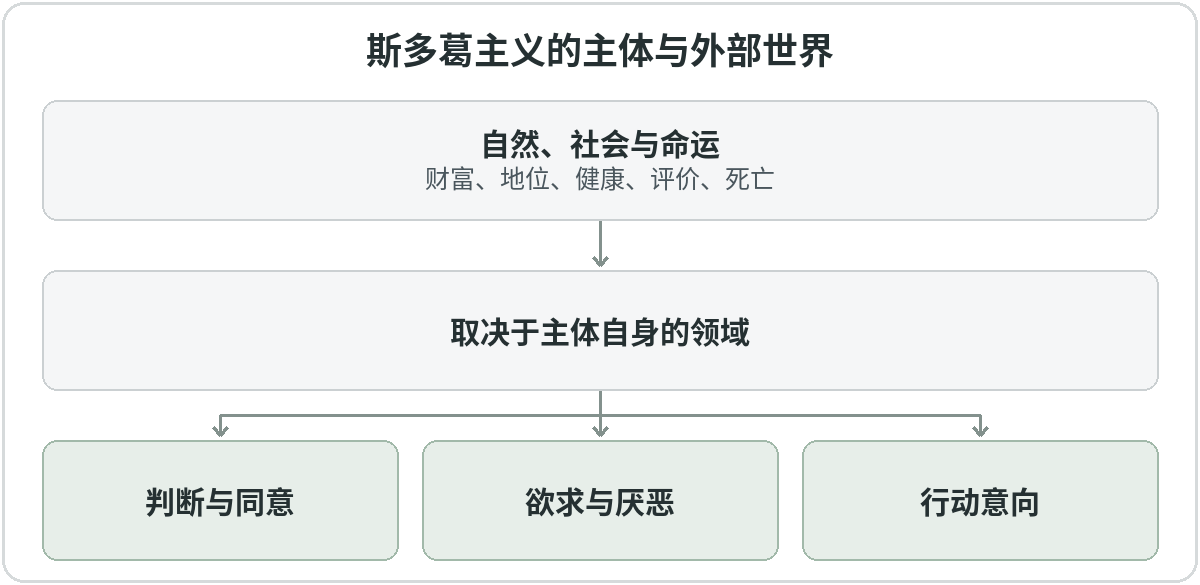 斯多葛主义的主体与外部世界
自然、社会与命运
财富、地位、健康、评价、死亡
取决于主体自身的领域
判断与同意
欲求与厌恶
行动意向